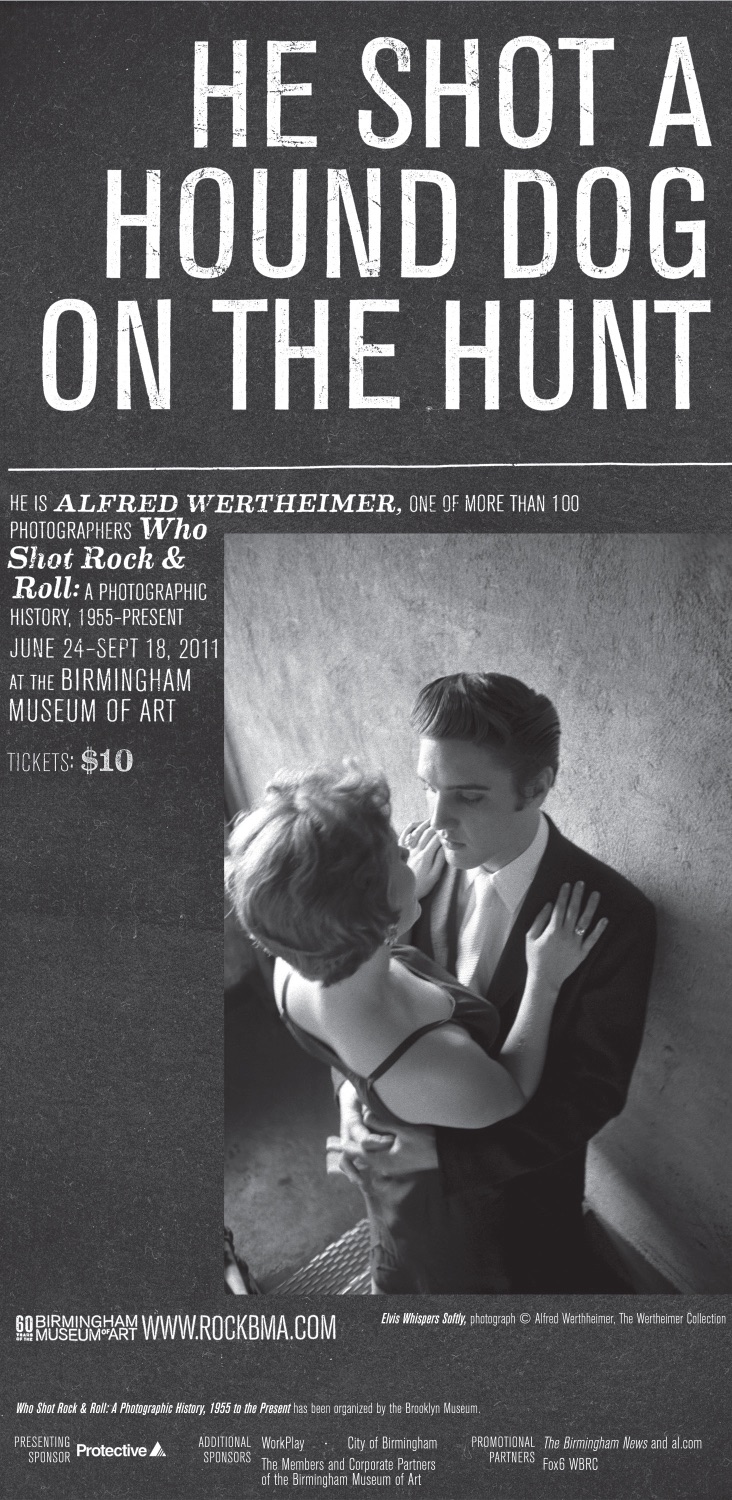 HE SHOT A
HOUND DOG
ON THE HUNT
HE IS ALFRED WERTHEIMER, ONE OF MORE THAN 100
PHOTOGRAPHERS Who
Shot Rock &
Roll: A PHOTOGRAPHIC
HISTORY, 1955–PRESENT
JUNE 24–SEPT 18, 2011
AT THE BIRMINGHAM
MUSEUM OF ART
TICKETS: $10
60 YEARS OF THE
BIRMINGHAM
MUSEUM OF ART
WWW.ROCKBMA.COM
Elvis Whispers Softly, photograph © Alfred Werthheimer, The Wertheimer Collection
Who Shot Rock & Roll: A Photographic History, 1955 to the Present has been organized by the Brooklyn Museum.
PRESENTING
SPONSOR
Protective
ADDITIONAL
SPONSORS
WorkPlay · City of Birmingham
The Members and Corporate Partners
of the Birmingham Museum of Art
PROMOTIONAL
PARTNERS
The Birmingham News and al.com
Fox6 WBRC